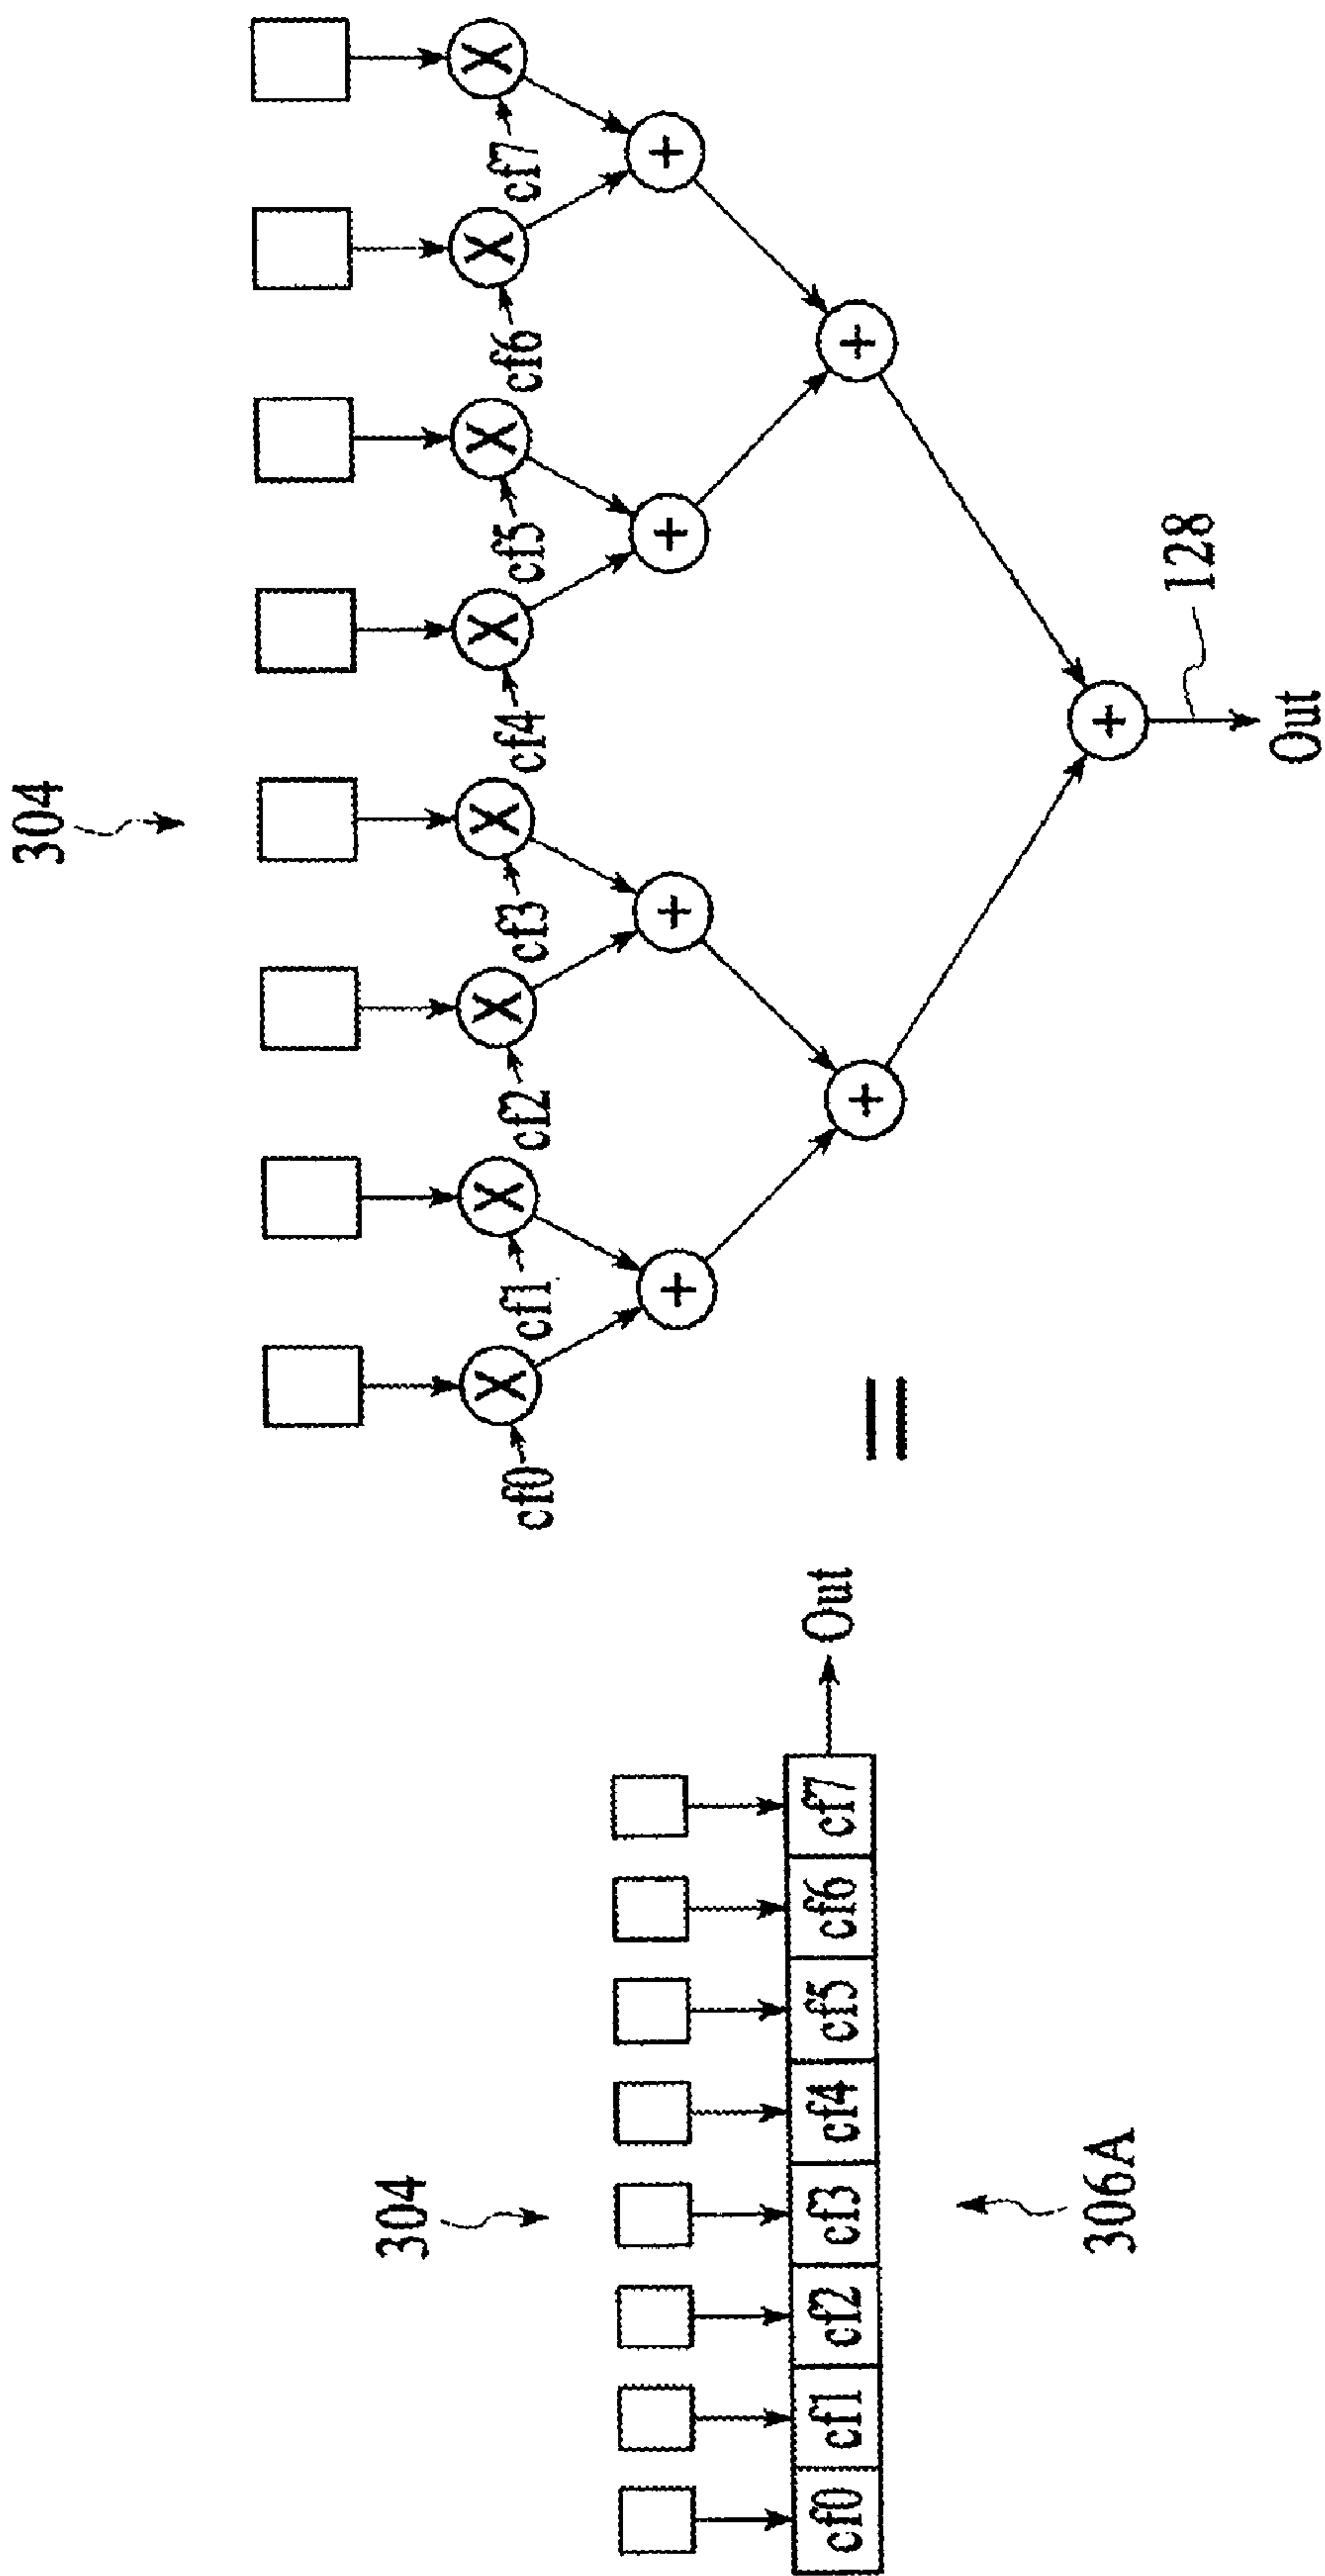 304
cf0 cf1 cf2 cf3 cf4 cf5 cf6 cf7
Out
306A
=
304
X X X X X X X X
cf0 cf1 cf2 cf3 cf4 cf5 cf6 cf7
+ + + +
+ +
+
128
Out